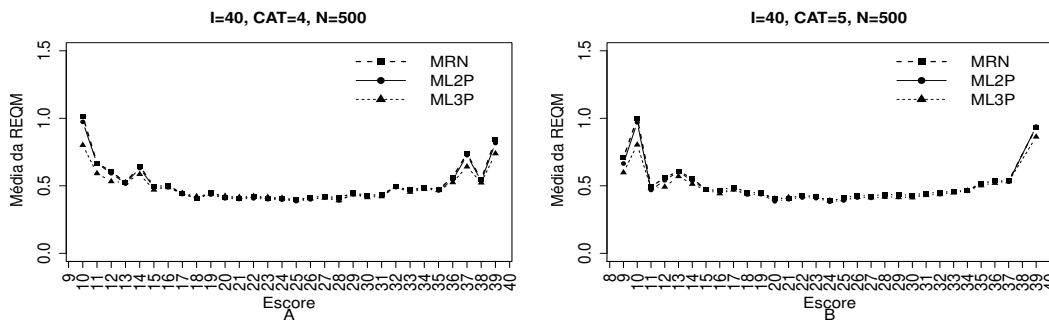 I=40, CAT=4, N=500
Média da REQM
1.5
1.0
0.5
0.0
MRN
ML2P
ML3P
9 10 11 12 13 14 15 16 17 18 19 20 21 22 23 24 25 26 27 28 29 30 31 32 33 34 35 36 37 38 39 40
Escore
A
I=40, CAT=5, N=500
Média da REQM
1.5
1.0
0.5
0.0
MRN
ML2P
ML3P
8 9 10 11 12 13 14 15 16 17 18 19 20 21 22 23 24 25 26 27 28 29 30 31 32 33 34 35 36 37 38 39 40
Escore
B